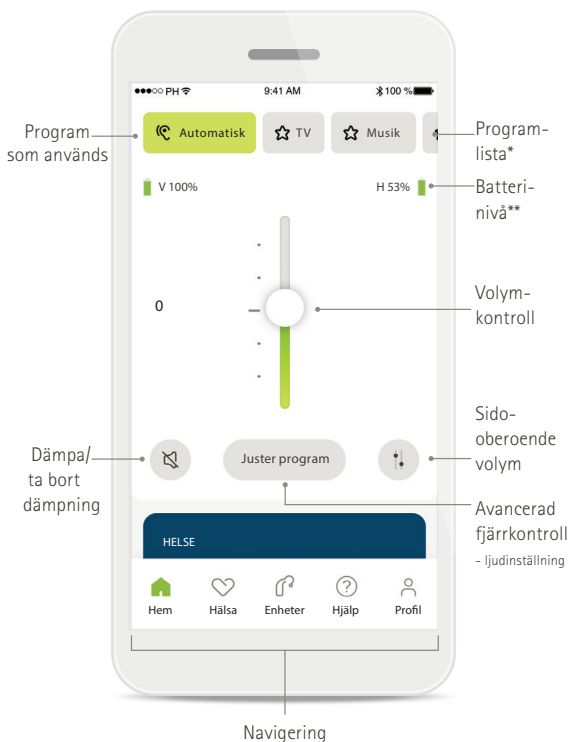 ●●●○○ PH 9:41 AM 100 %
Program
som används
Automatisk
TV
Musik
Program-
lista*
V 100%
H 53%
Batteri-
nivå**
0
Volym-
kontroll
Sido-
oberoende
volym
Dämpa/
ta bort
dämpning
Juster program
Avancerad
fjärrkontroll
- ljudinställning
HELSE
Hem Hälsa Enheter Hjälp Profil
Navigering